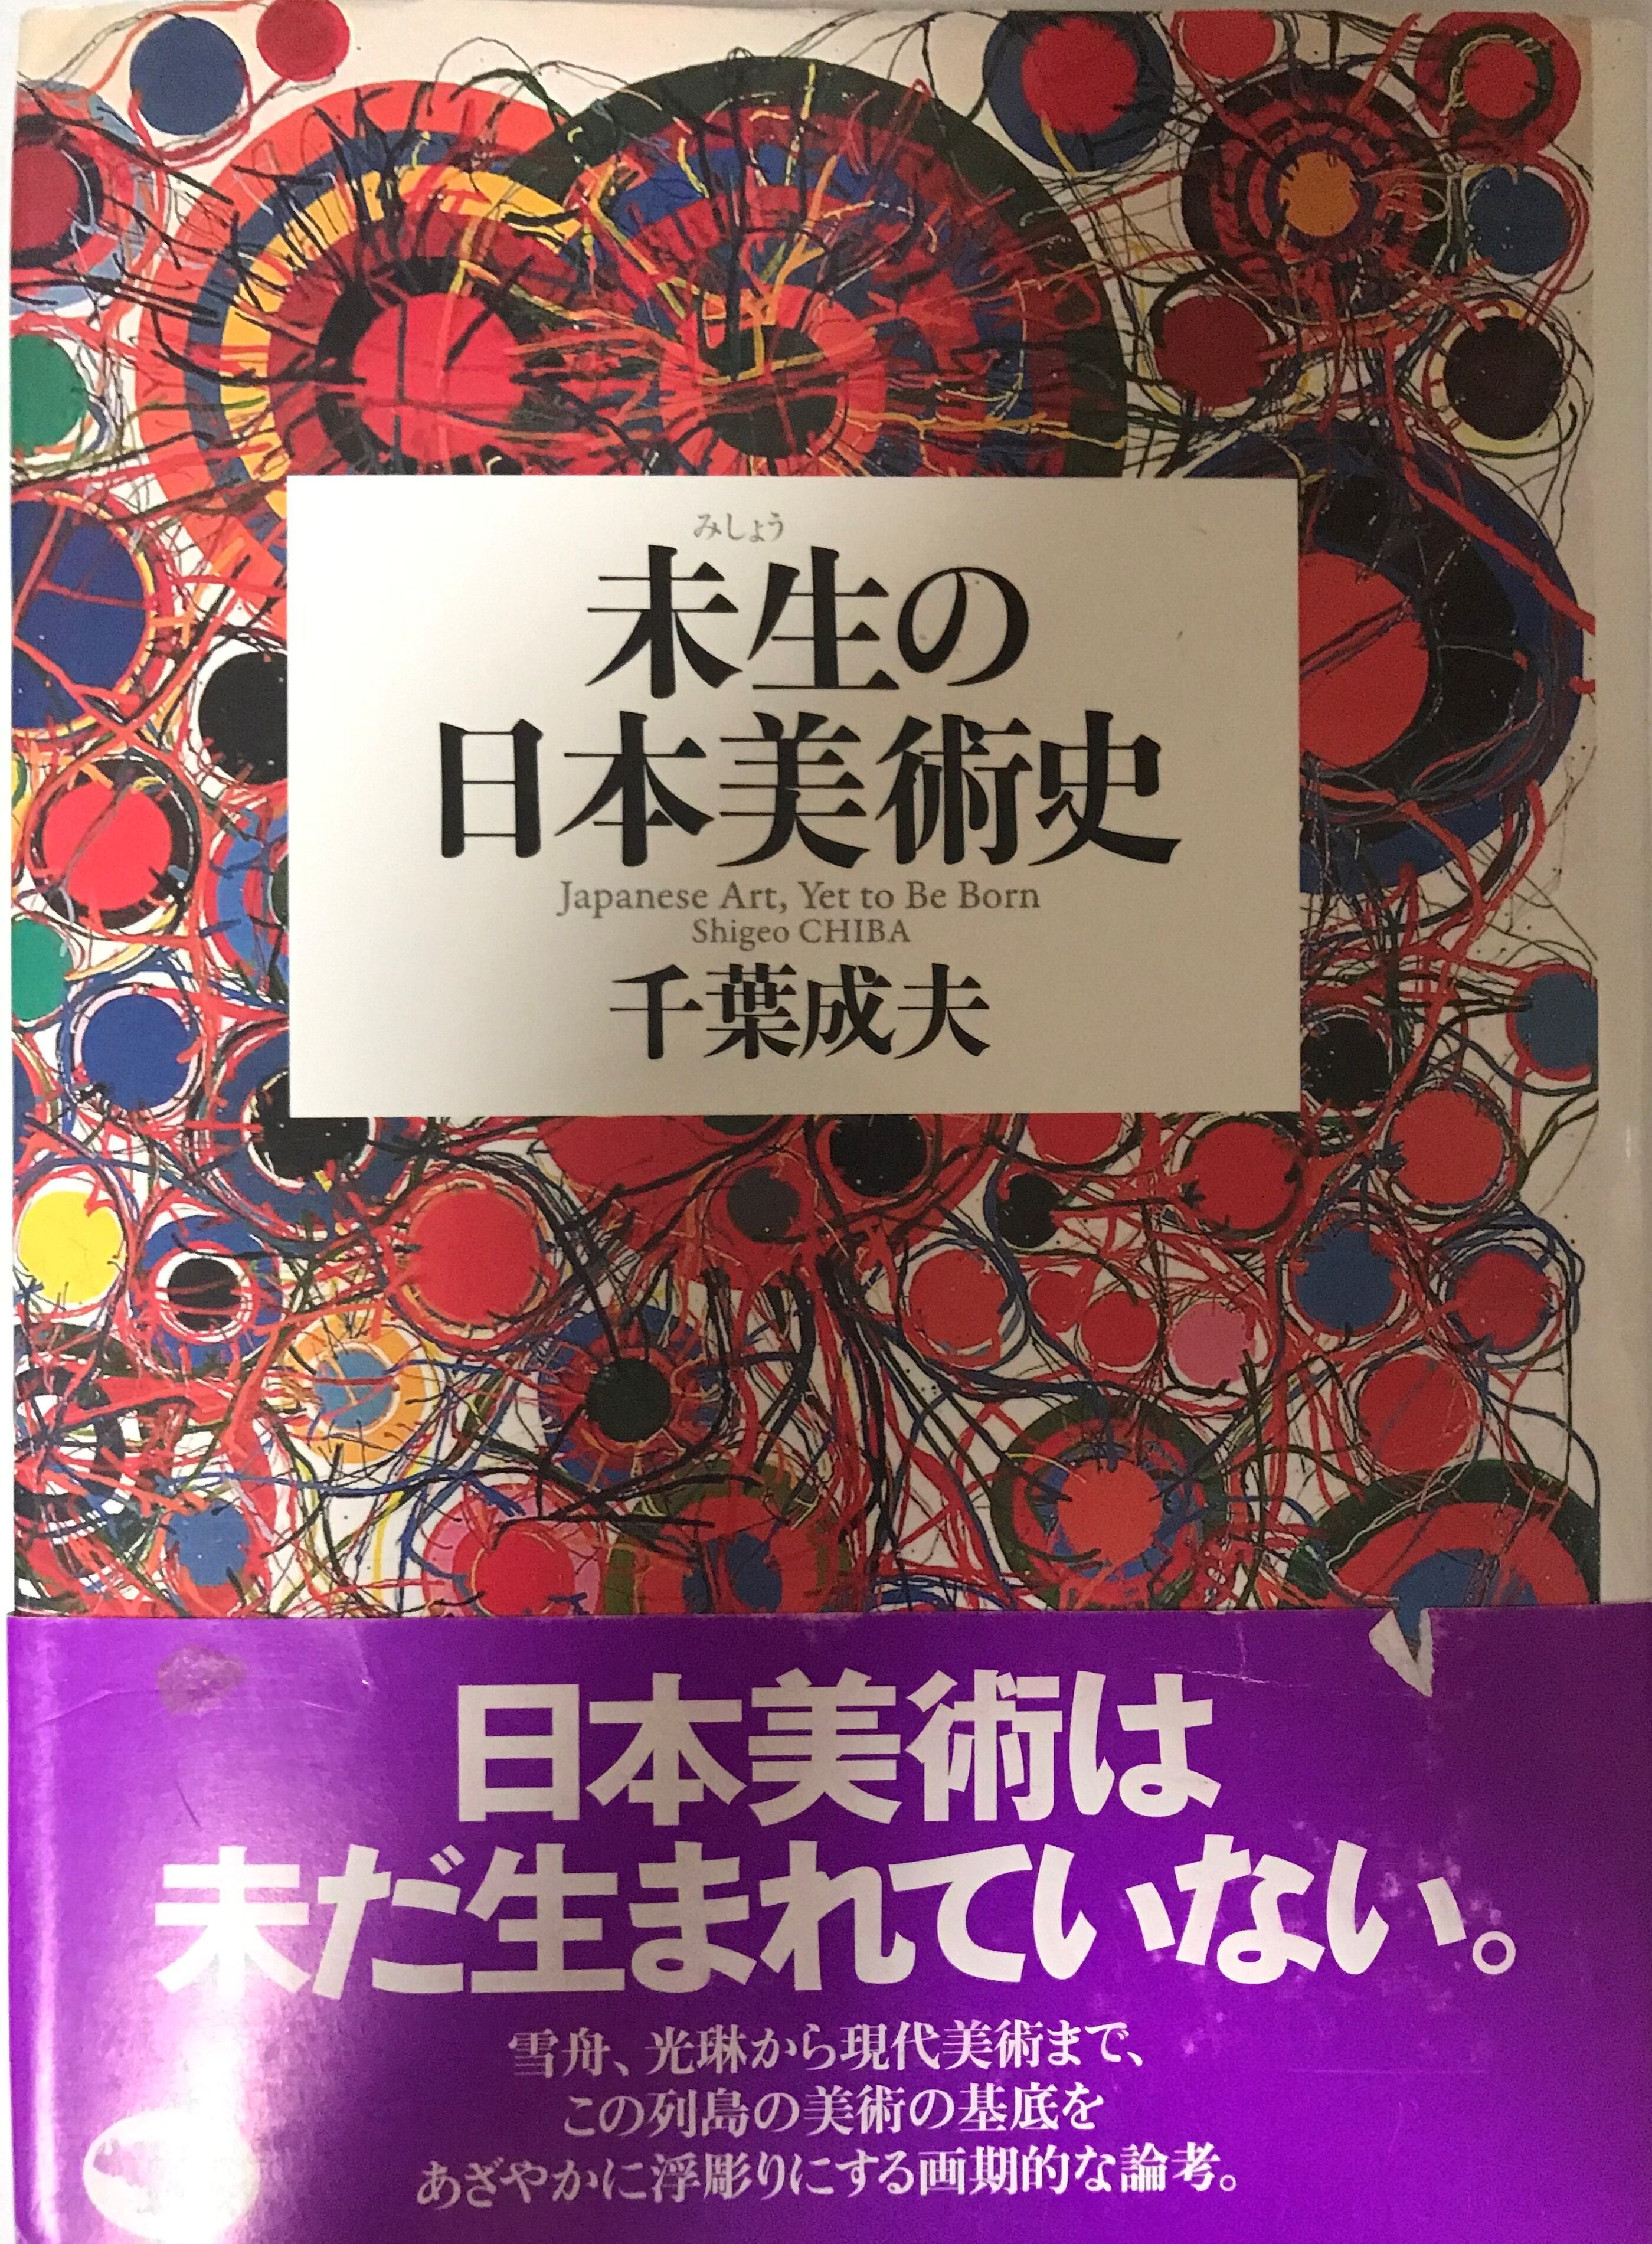 みしょう
未生の
日本美術史
Japanese Art, Yet to Be Born
Shigeo CHIBA
千葉成夫
日本美術は
未だ生まれていない。
雪舟、光琳から現代美術まで、
この列島の美術の基底を
あざやかに浮彫りにする画期的な論考。